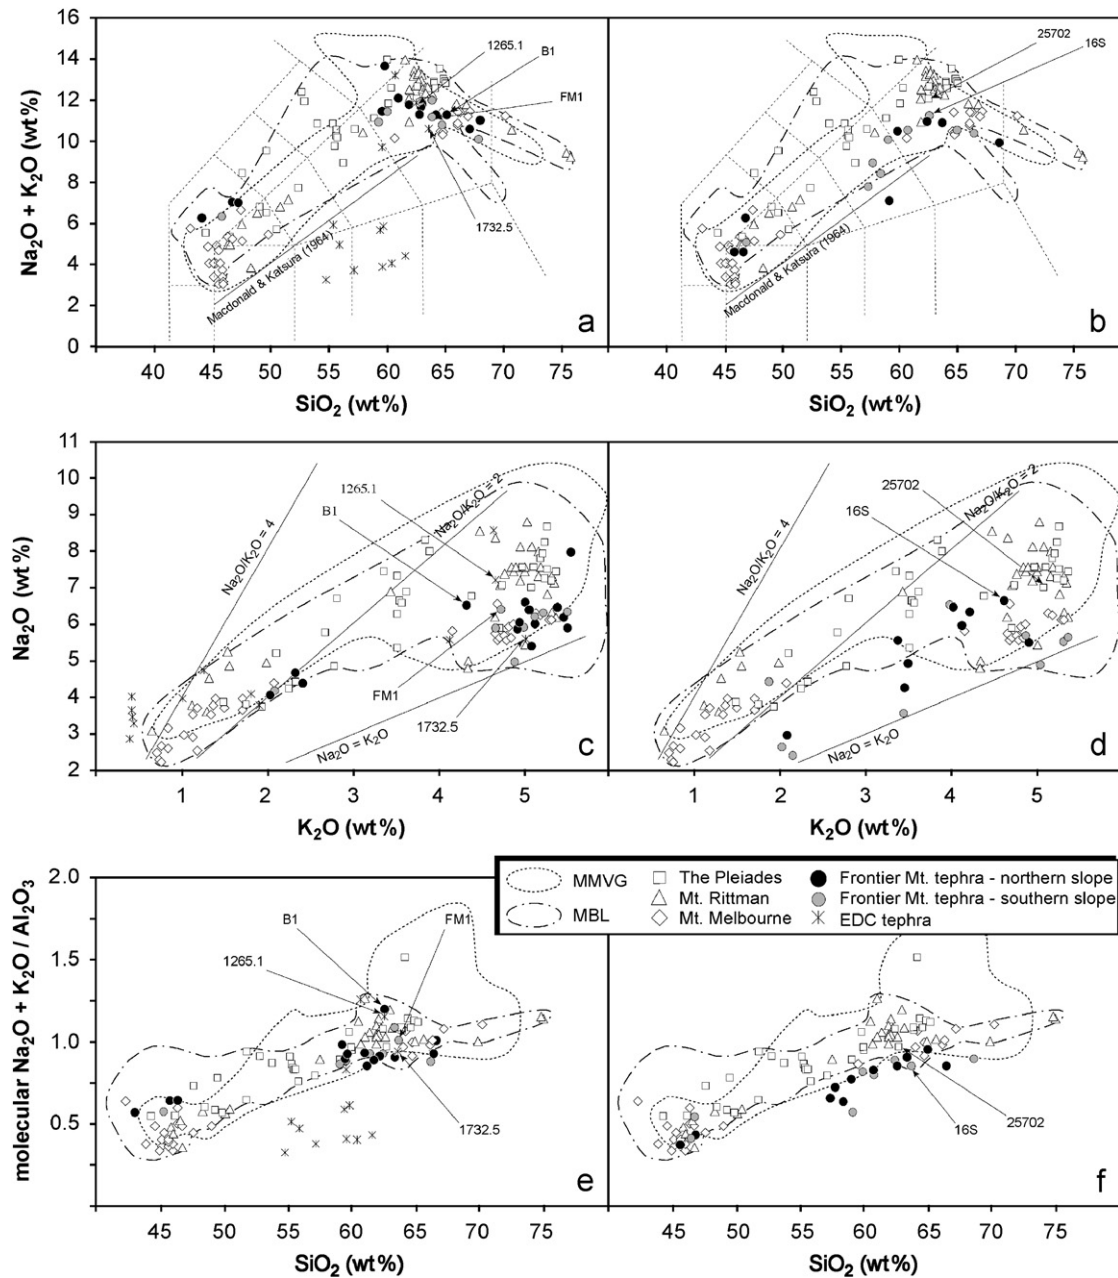 16
14
12
10
8
6
4
2
0
Na₂O + K₂O (wt%)
1265.1
B1
FM1
1732.5
Macdonald & Katsura (1964)
a
40 45 50 55 60 65 70 75
SiO₂ (wt%)
25702
16S
Macdonald & Katsura (1964)
b
40 45 50 55 60 65 70 75
SiO₂ (wt%)
11
10
9
8
7
6
5
4
3
2
Na₂O (wt%)
Na₂O/K₂O = 4
1265.1
B1
Na₂O/K₂O = 2
FM1
1732.5
Na₂O = K₂O
c
1 2 3 4 5
K₂O (wt%)
Na₂O/K₂O = 4
25702
16S
Na₂O/K₂O = 2
Na₂O = K₂O
d
1 2 3 4 5
K₂O (wt%)
MMVG
MBL
The Pleiades
Mt. Rittman
Mt. Melbourne
Frontier Mt. tephra - northern slope
Frontier Mt. tephra - southern slope
EDC tephra
2.0
1.5
1.0
0.5
molecular Na₂O + K₂O / Al₂O₃
B1
FM1
1265.1
1732.5
e
45 50 55 60 65 70 75
SiO₂ (wt%)
16S
25702
f
45 50 55 60 65 70 75
SiO₂ (wt%)